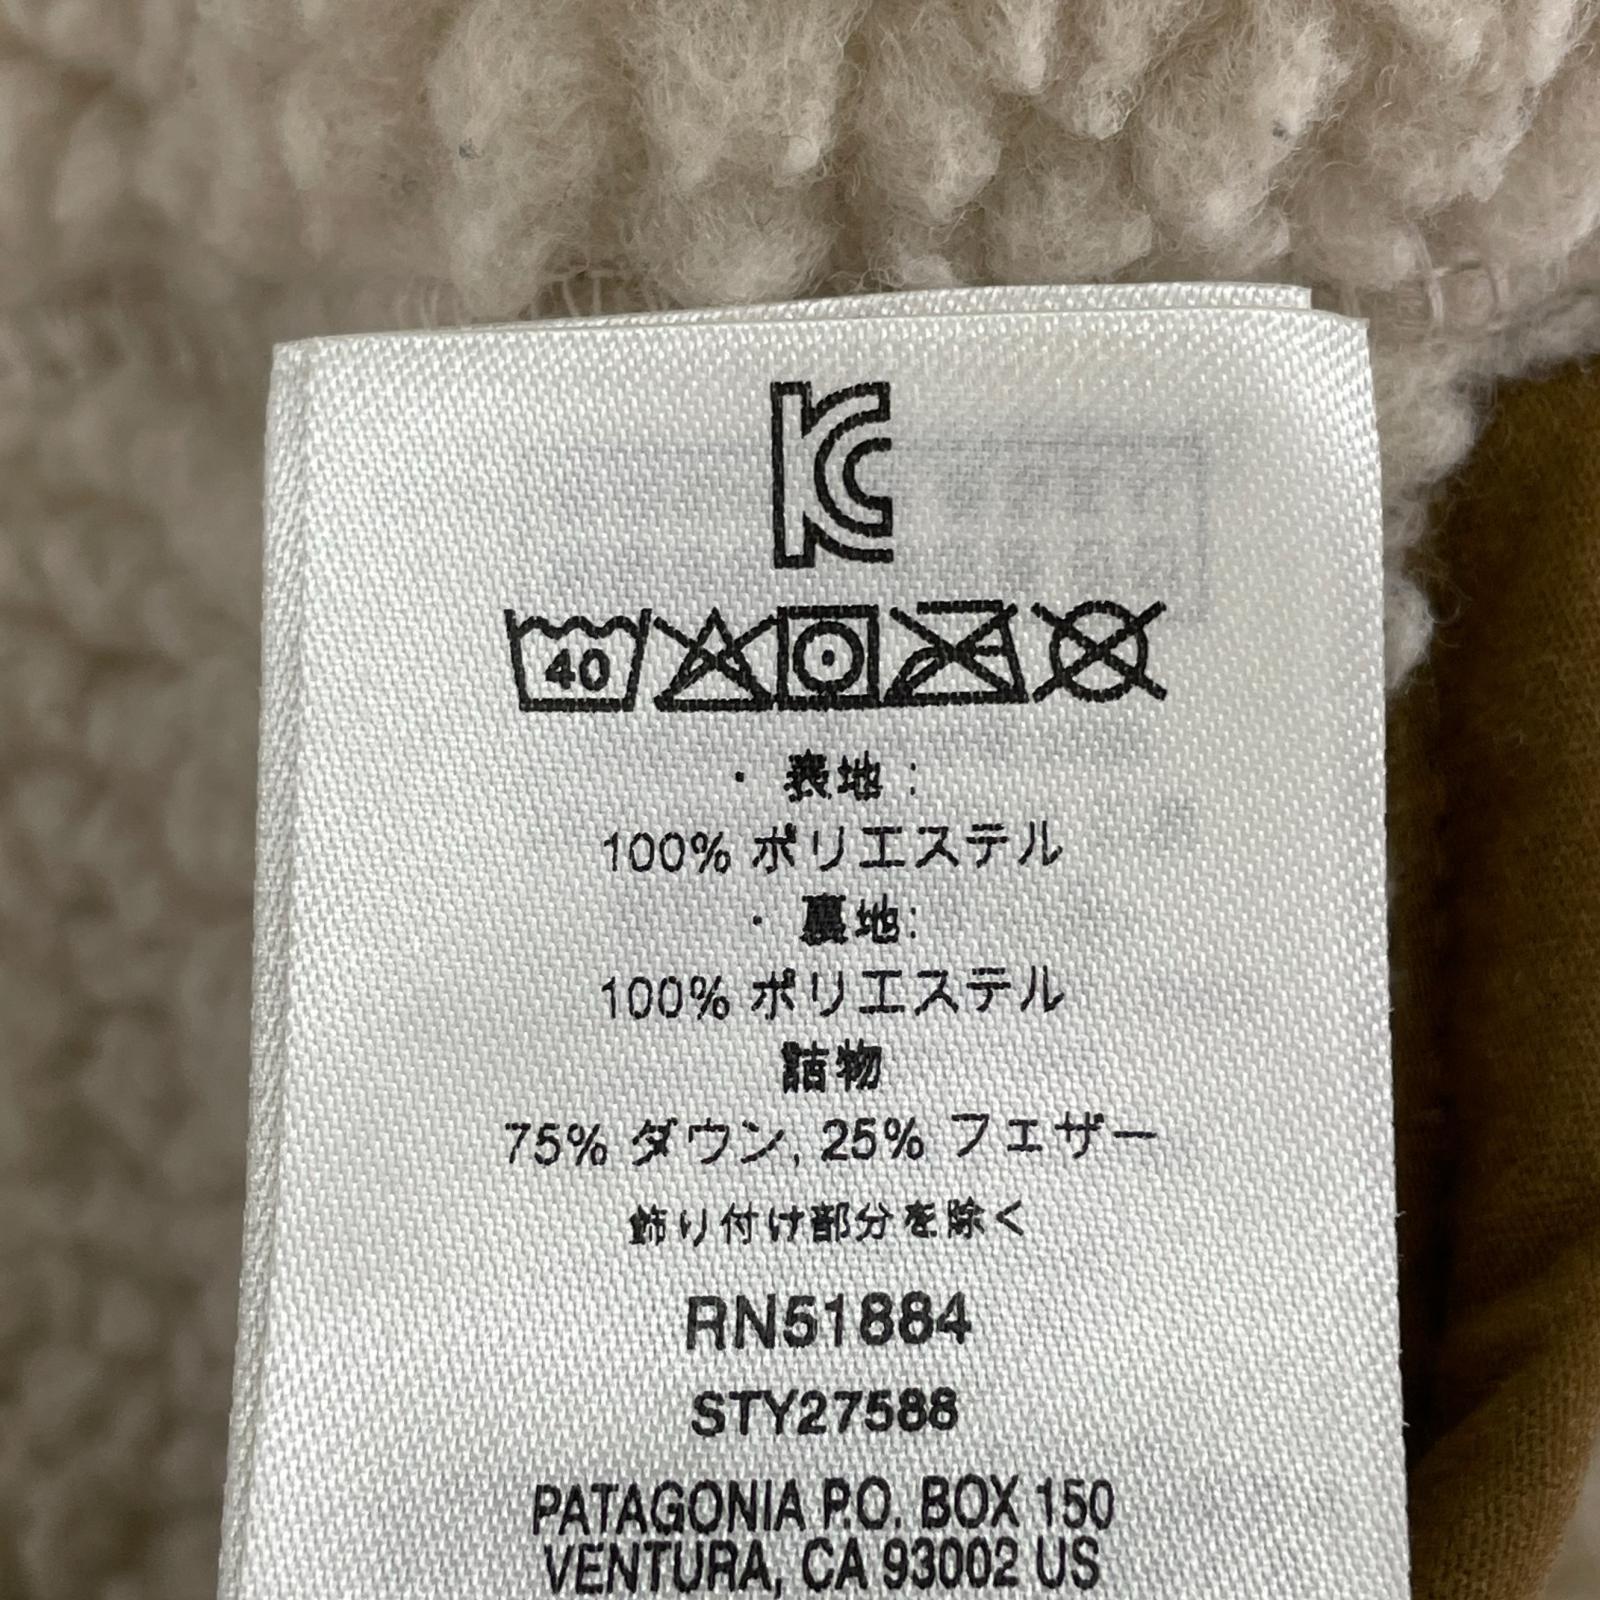 KC
40
・表地:
100% ポリエステル
・裏地:
100% ポリエステル
詰物
75% ダウン, 25% フェザー
飾り付け部分を除く
RN51884
STY27588
PATAGONIA P.O. BOX 150
VENTURA, CA 93002 US